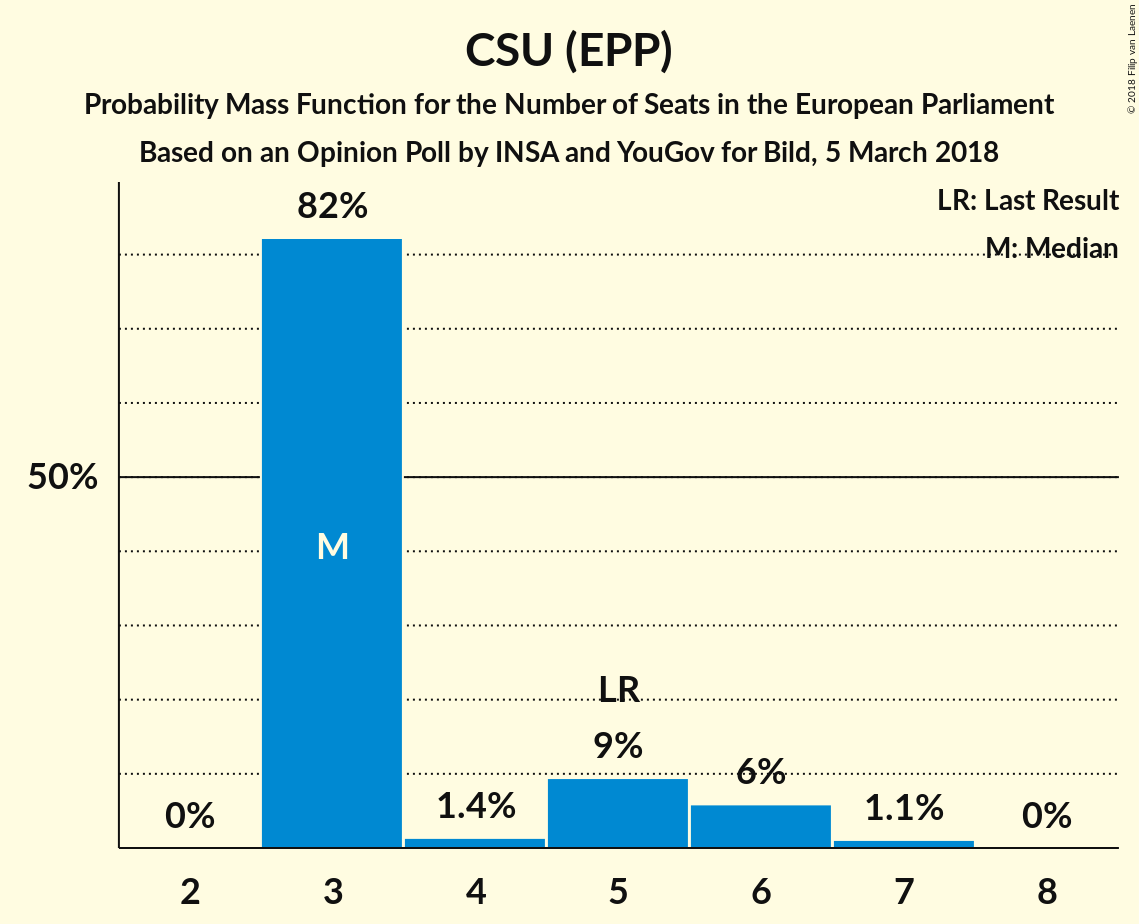 CSU (EPP)
Probability Mass Function for the Number of Seats in the European Parliament
Based on an Opinion Poll by INSA and YouGov for Bild, 5 March 2018
© 2018 Filip van Laenen
LR: Last Result
M: Median
82%
50%
M
LR
9%
6%
0%
1.4%
1.1%
0%
2 3 4 5 6 7 8